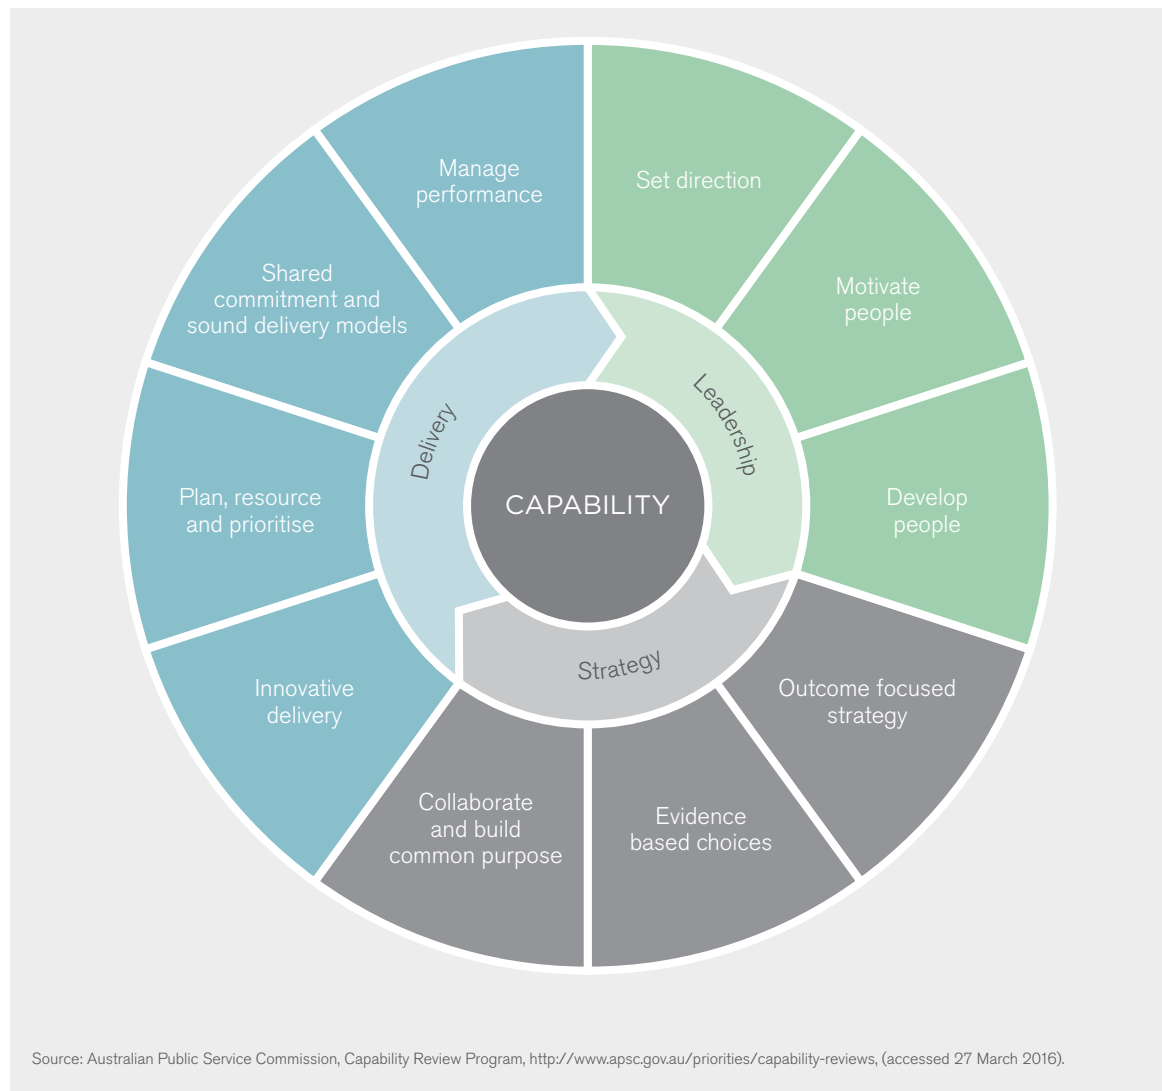 Manage
performance
Set direction
Shared
commitment and
sound delivery models
Motivate
people
Plan, resource
and prioritise
Develop
people
Innovative
delivery
Outcome focused
strategy
Collaborate
and build
common purpose
Evidence
based choices
Delivery
Leadership
Strategy
CAPABILITY
Source: Australian Public Service Commission, Capability Review Program, http://www.apsc.gov.au/priorities/capability-reviews, (accessed 27 March 2016).